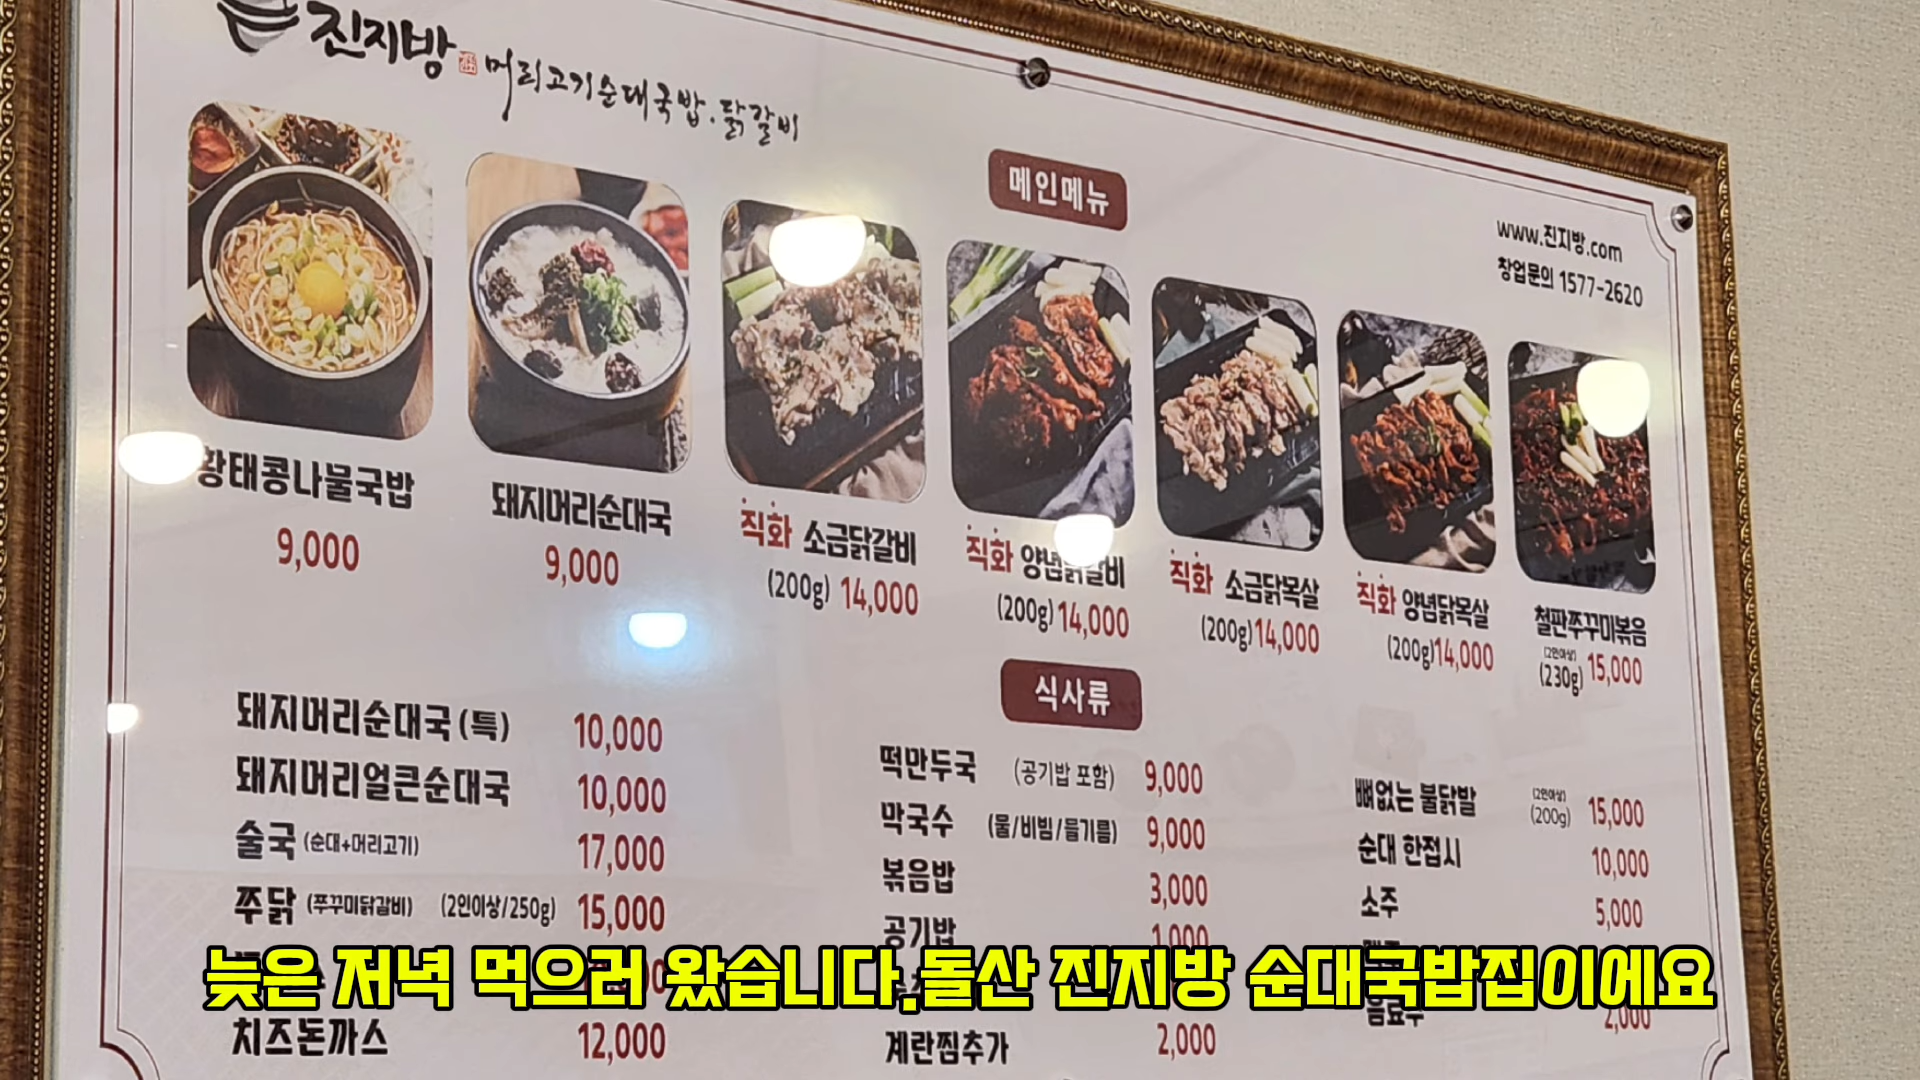 진지방 머리고기순대국밥.닭갈비
메인메뉴
www.진지방.com
창업문의 1577-2620
황태콩나물국밥
9,000
돼지머리순대국
9,000
직화 소금닭갈비
(200g) 14,000
직화 양념닭갈비
(200g) 14,000
직화 소금닭목살
(200g) 14,000
직화 양념닭목살
(200g) 14,000
철판쭈꾸미볶음
(2인이상)
(230g) 15,000
식사류
돼지머리순대국 (특) 10,000
돼지머리얼큰순대국 10,000
술국 (순대+머리고기) 17,000
쭈닭 (쭈꾸미닭갈비) (2인이상/250g) 15,000
치즈돈까스 12,000
떡만두국 (공기밥 포함) 9,000
막국수 (물/비빔/들기름) 9,000
볶음밥 3,000
공기밥 1,000
계란찜추가 2,000
뼈없는 불닭발 (2인이상) (200g) 15,000
순대 한접시 10,000
소주 5,000
음료수 2,000
늦은 저녁 먹으러 왔습니다.돌산 진지방 순대국밥집이에요